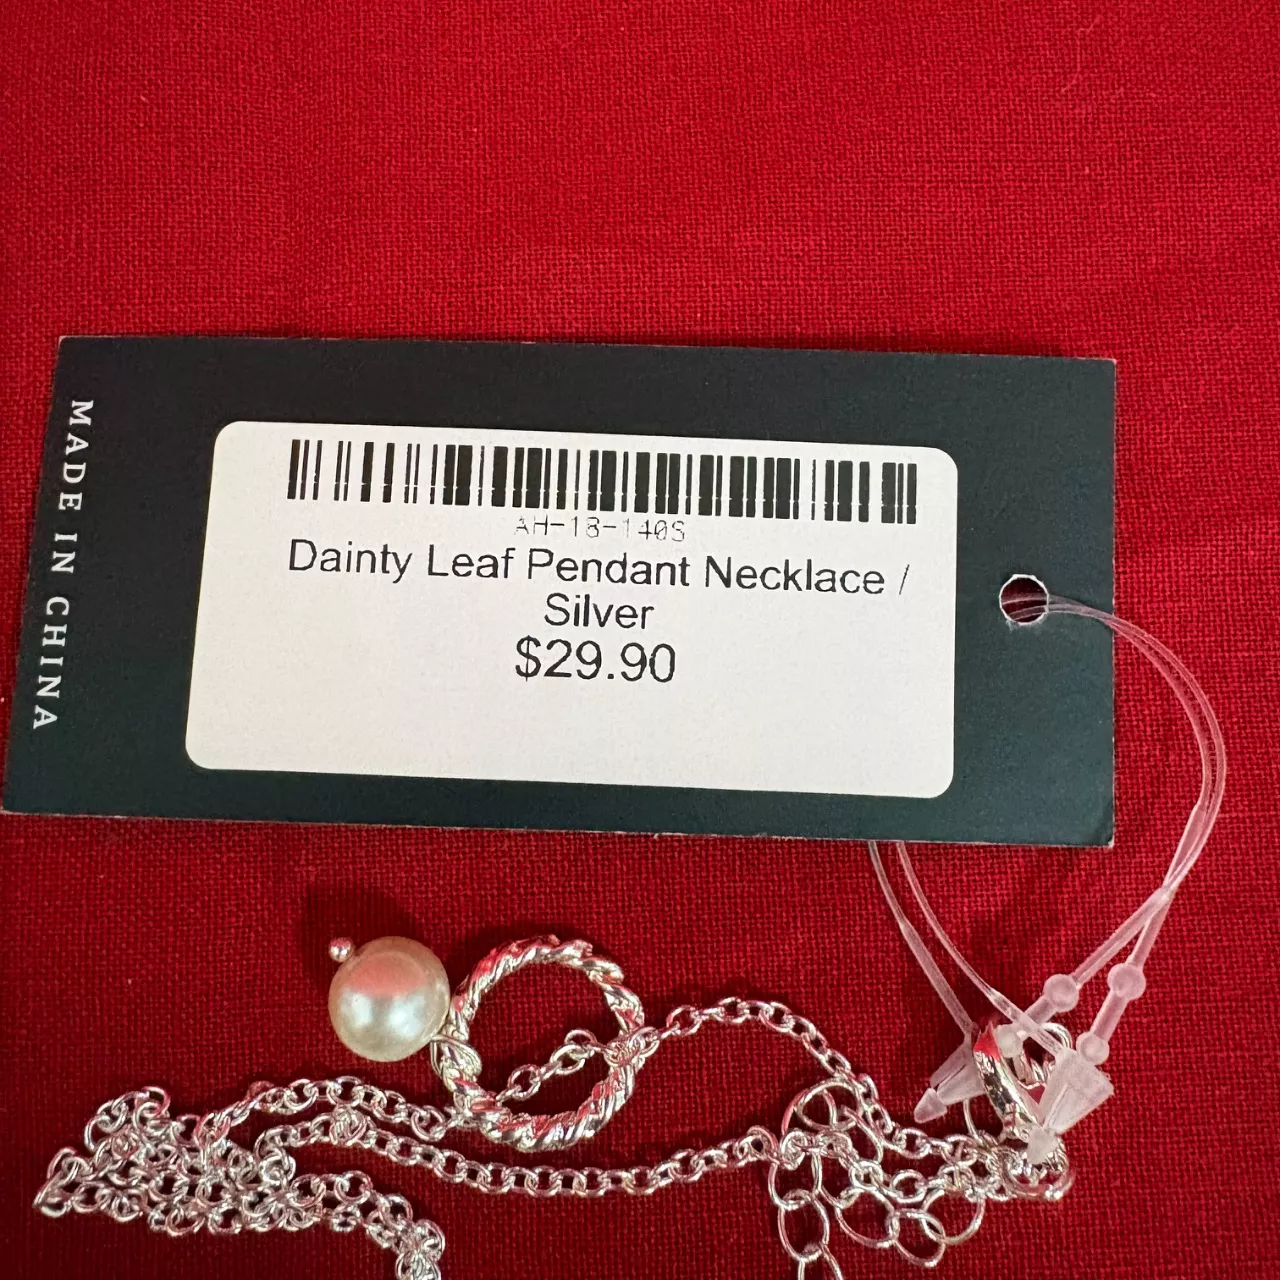 MADE IN CHINA
AH-18-140S
Dainty Leaf Pendant Necklace /
Silver
$29.90